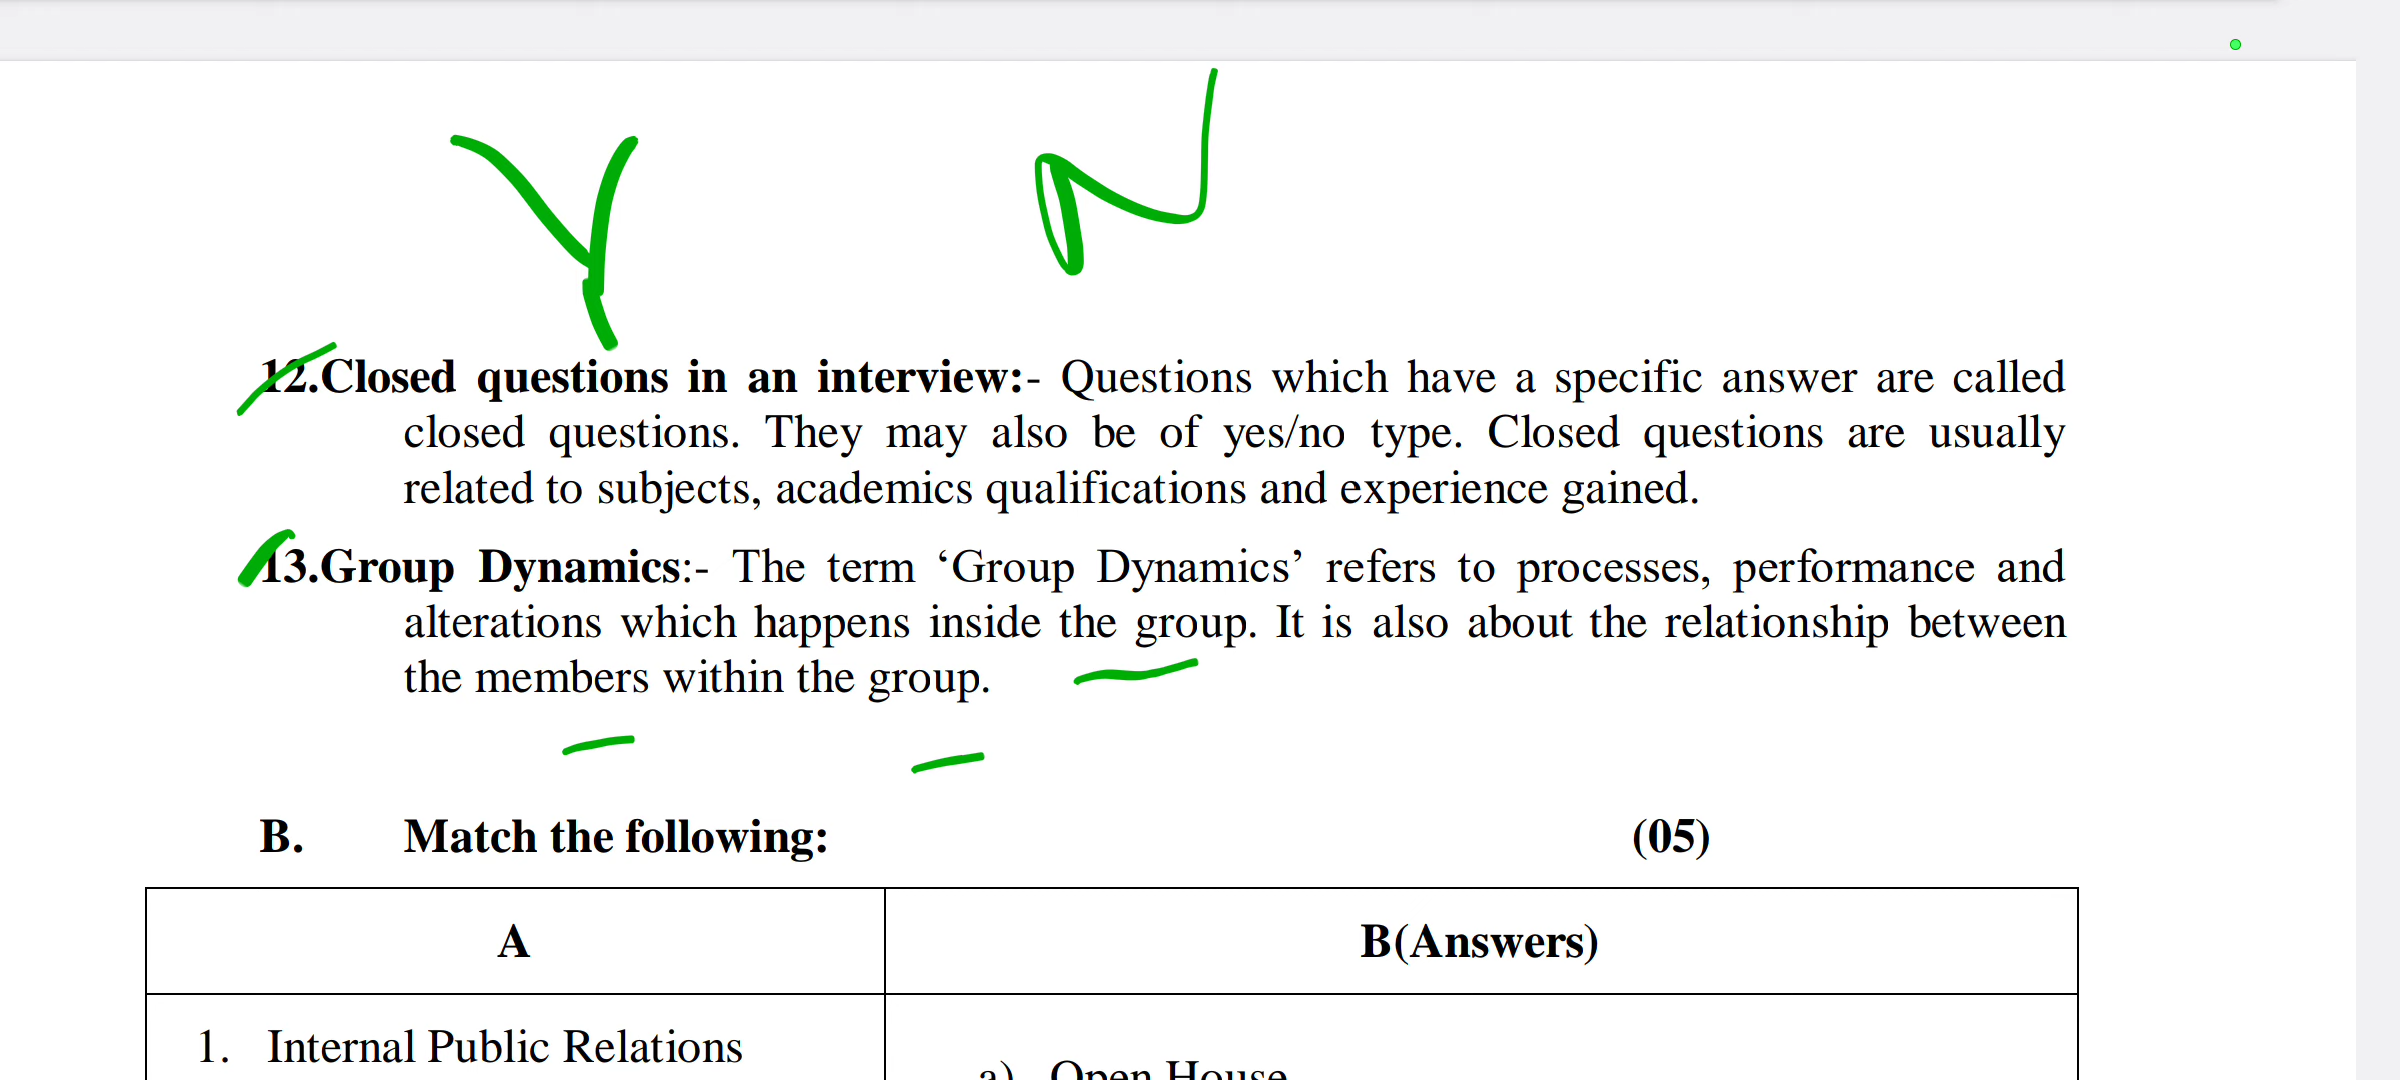 Y N
12.Closed questions in an interview:- Questions which have a specific answer are called
closed questions. They may also be of yes/no type. Closed questions are usually
related to subjects, academics qualifications and experience gained.
13.Group Dynamics:- The term ‘Group Dynamics’ refers to processes, performance and
alterations which happens inside the group. It is also about the relationship between
the members within the group.
B. Match the following: (05)
A B(Answers)
1. Internal Public Relations
a) Open House